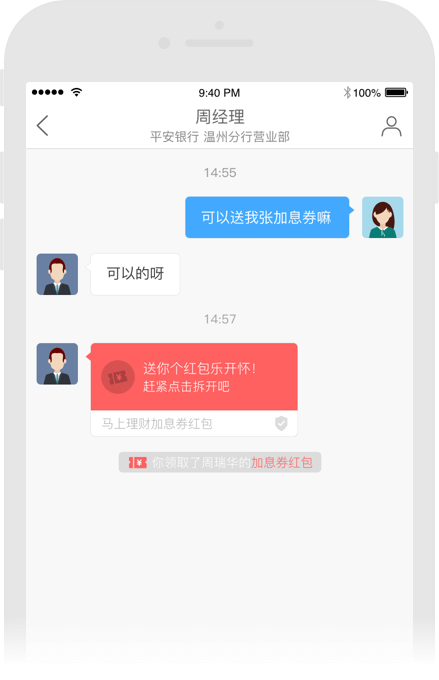 9:40 PM
100%
周经理
平安银行 温州分行营业部
14:55
可以送我张加息券嘛
可以的呀
14:57
送你个红包乐开怀!
赶紧点击拆开吧
马上理财加息券红包
¥ 你领取了周瑞华的加息券红包